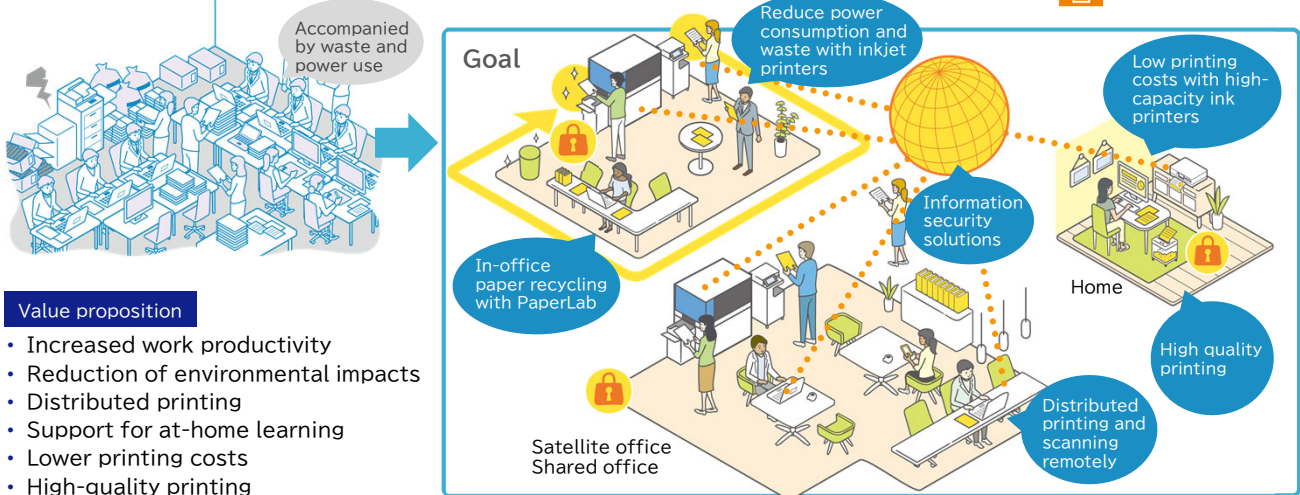 Accompanied
by waste and
power use
Goal
Reduce power
consumption and
waste with inkjet
printers
Low printing
costs with high-
capacity ink
printers
Information
security
solutions
In-office
paper recycling
with PaperLab
Home
High quality
printing
Distributed
printing and
scanning
remotely
Satellite office
Shared office
Value proposition
• Increased work productivity
• Reduction of environmental impacts
• Distributed printing
• Support for at-home learning
• Lower printing costs
• High-quality printing